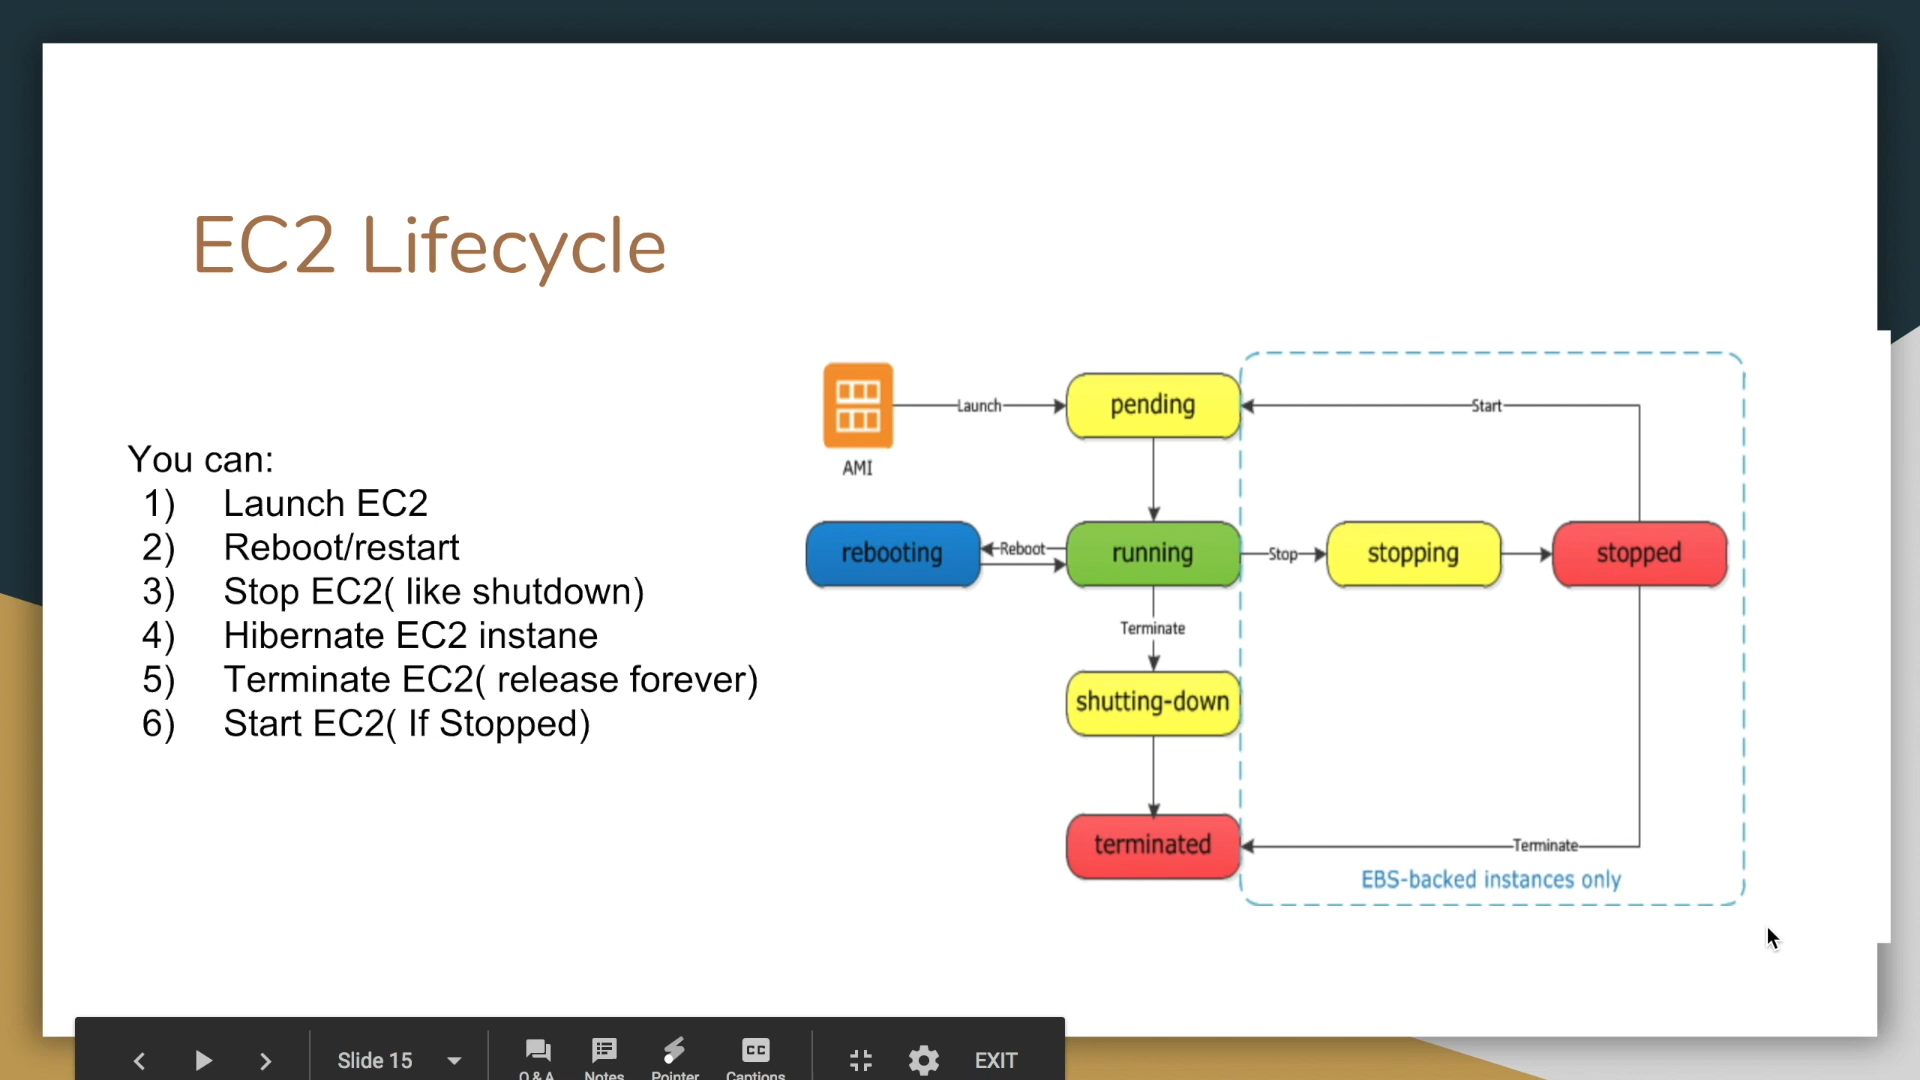 EC2 Lifecycle
You can:
1) Launch EC2
2) Reboot/restart
3) Stop EC2( like shutdown)
4) Hibernate EC2 instane
5) Terminate EC2( release forever)
6) Start EC2( If Stopped)
AMI
Launch
pending
Start
rebooting
Reboot
running
Stop
stopping
stopped
Terminate
shutting-down
terminated
Terminate
EBS-backed instances only
Slide 15
Q & A
Notes
Pointer
CC
Captions
EXIT